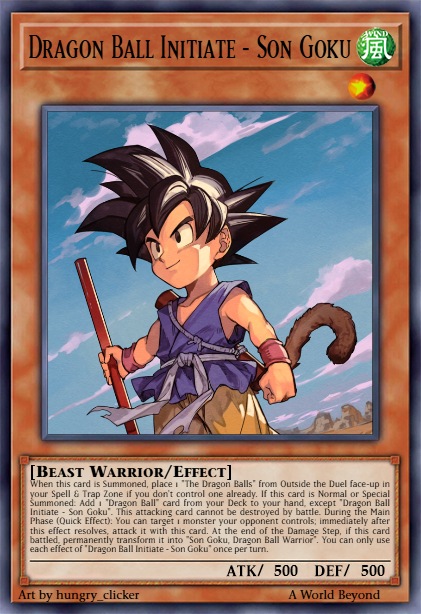 Dragon Ball Initiate - Son Goku
WIND
風
[Beast Warrior/Effect]
When this card is Summoned, place 1 "The Dragon Balls" from Outside the Duel face-up in
your Spell & Trap Zone if you don't control one already. If this card is Normal or Special
Summoned: Add 1 "Dragon Ball" card from your Deck to your hand, except "Dragon Ball
Initiate - Son Goku". This attacking card cannot be destroyed by battle. During the Main
Phase (Quick Effect): You can target 1 monster your opponent controls; immediately after
this effect resolves, attack it with this card. At the end of the Damage Step, if this card
battled, permanently transform it into "Son Goku, Dragon Ball Warrior". You can only use
each effect of "Dragon Ball Initiate - Son Goku" once per turn.
ATK/ 500 DEF/ 500
Art by hungry_clicker A World Beyond